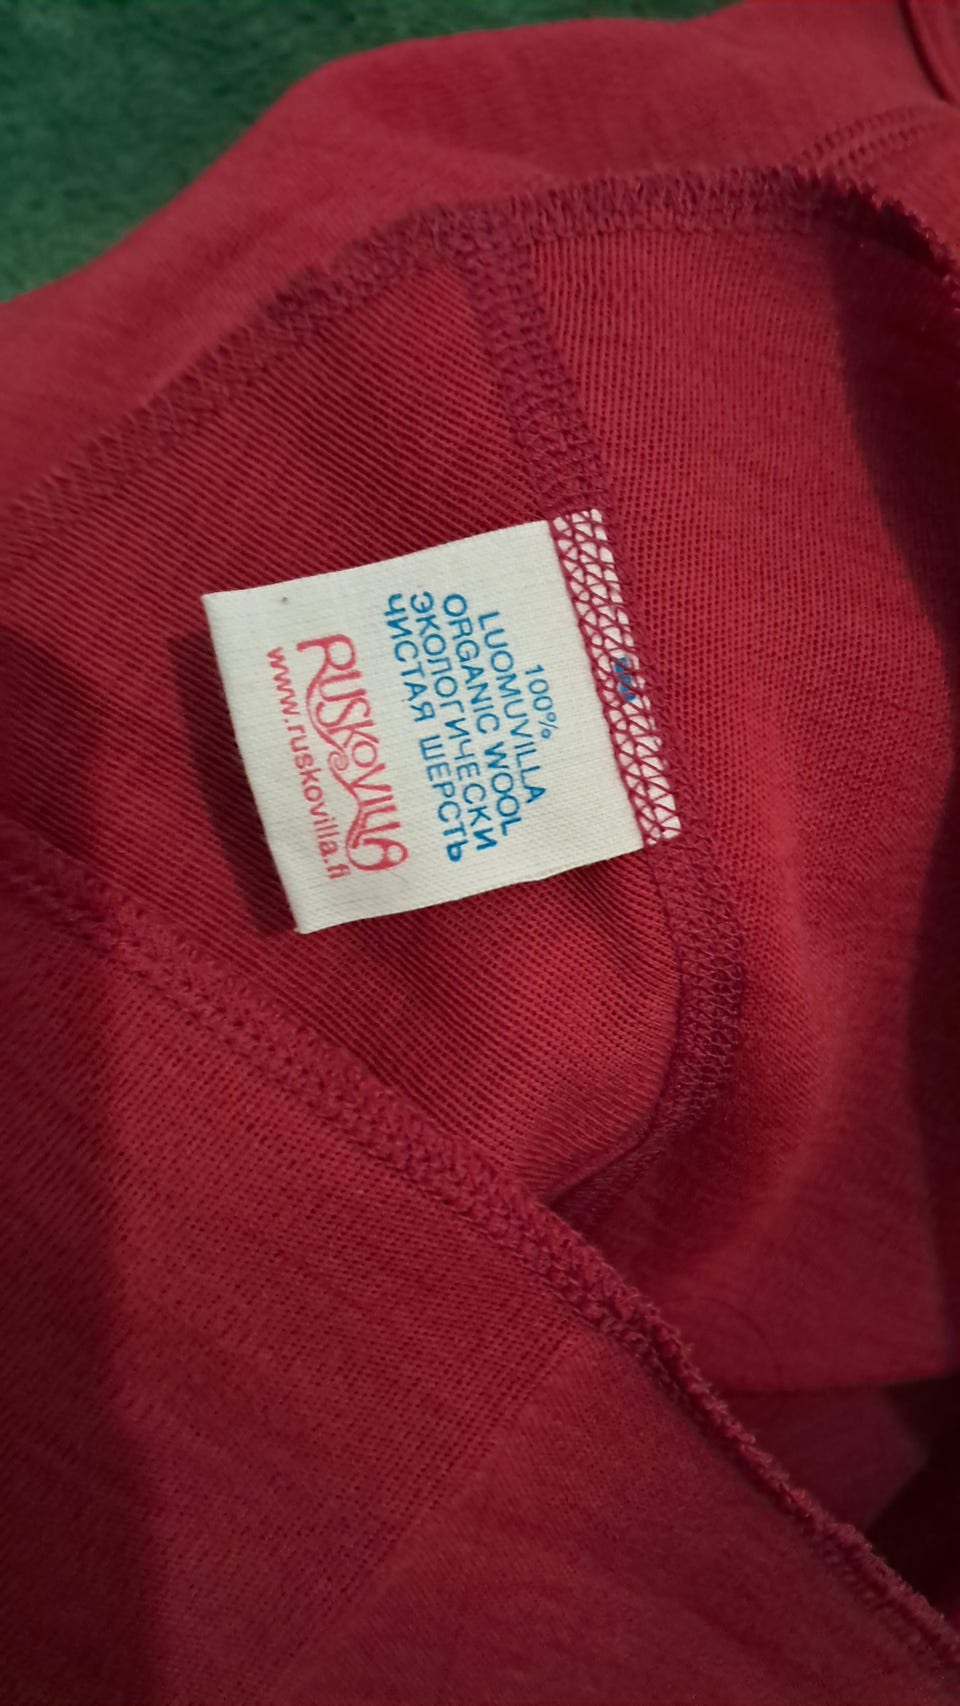 100%
LUOMUVILLA
ORGANIC WOOL
ЭКОЛОГИЧЕСКИ
ЧИСТАЯ ШЕРСТЬ
RUSKOVILLA
www.ruskovilla.fi